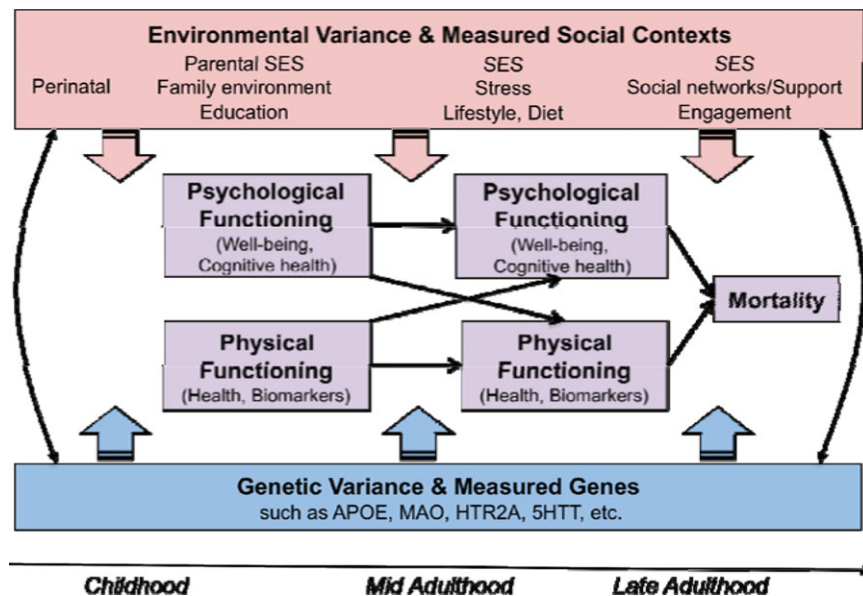 Environmental Variance & Measured Social Contexts
Perinatal
Parental SES
Family environment
Education
SES
Stress
Lifestyle, Diet
SES
Social networks/Support
Engagement
Psychological
Functioning
(Well-being,
Cognitive health)
Psychological
Functioning
(Well-being,
Cognitive health)
Mortality
Physical
Functioning
(Health, Biomarkers)
Physical
Functioning
(Health, Biomarkers)
Genetic Variance & Measured Genes
such as APOE, MAO, HTR2A, 5HTT, etc.
Childhood
Mid Adulthood
Late Adulthood